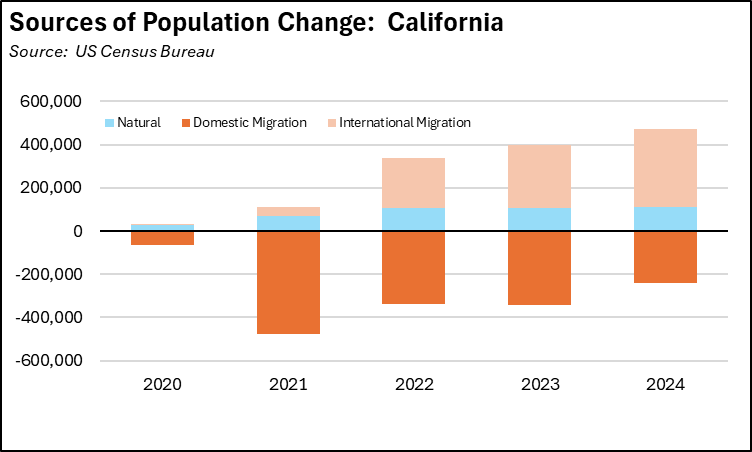 Sources of Population Change:  California
Source:  US Census Bureau
600,000
Natural Domestic Migration International Migration
400,000
200,000
0
-200,000
-400,000
-600,000
2020 2021 2022 2023 2024